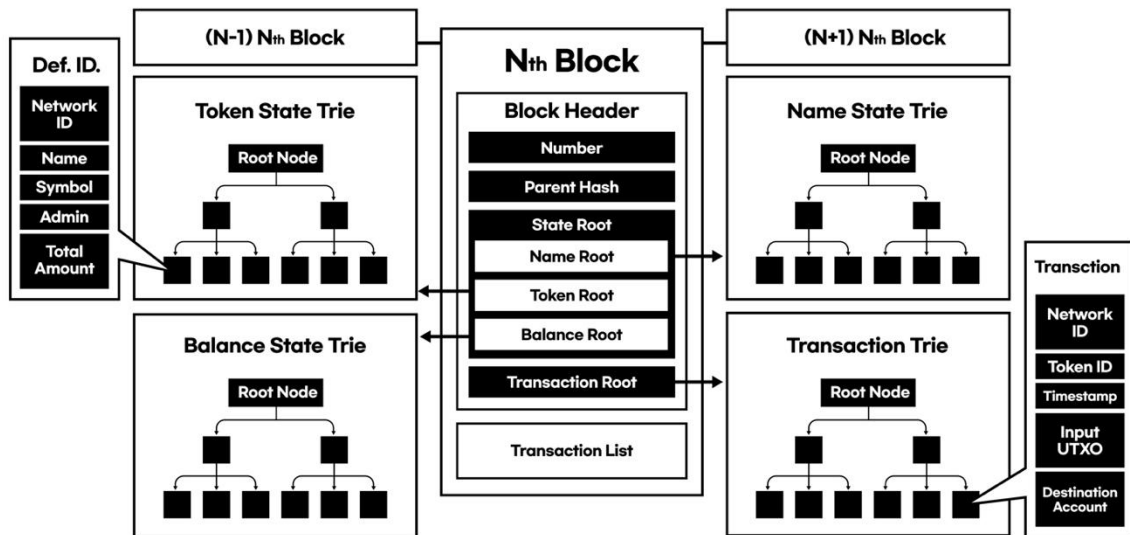 (N-1) Nth Block
Nth Block
(N+1) Nth Block
Def. ID.
Network
ID
Name
Symbol
Admin
Total
Amount
Token State Trie
Root Node
Balance State Trie
Root Node
Block Header
Number
Parent Hash
State Root
Name Root
Token Root
Balance Root
Transaction Root
Transaction List
Name State Trie
Root Node
Transaction Trie
Root Node
Transction
Network
ID
Token ID
Timestamp
Input
UTXO
Destination
Account